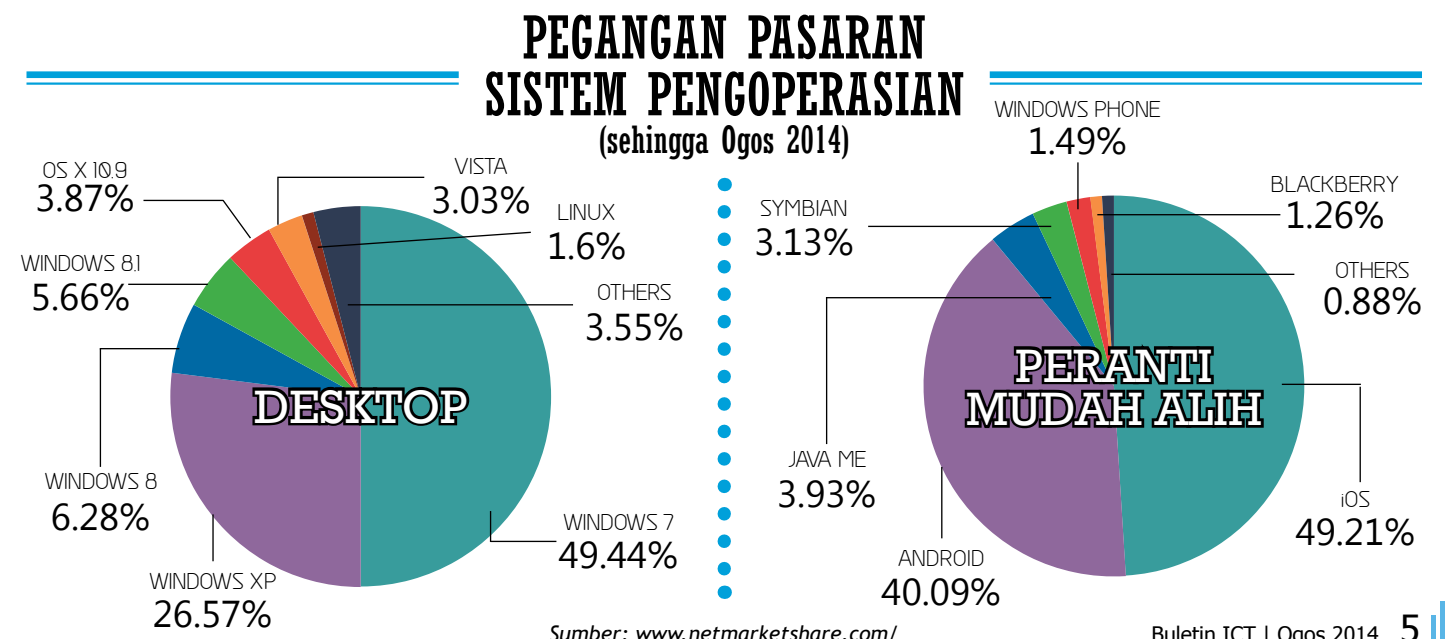 PEGANGAN PASARAN
SISTEM PENGOPERASIAN
(sehingga Ogos 2014)
OS X 10.9
3.87%
VISTA
3.03%
LINUX
1.6%
WINDOWS 8.1
5.66%
OTHERS
3.55%
DESKTOP
WINDOWS 8
6.28%
WINDOWS 7
49.44%
WINDOWS XP
26.57%
WINDOWS PHONE
1.49%
BLACKBERRY
1.26%
SYMBIAN
3.13%
OTHERS
0.88%
PERANTI
MUDAH ALIH
JAVA ME
3.93%
iOS
49.21%
ANDROID
40.09%
Sumber: www.netmarketshare.com/
Buletin ICT | Ogos 2014 5